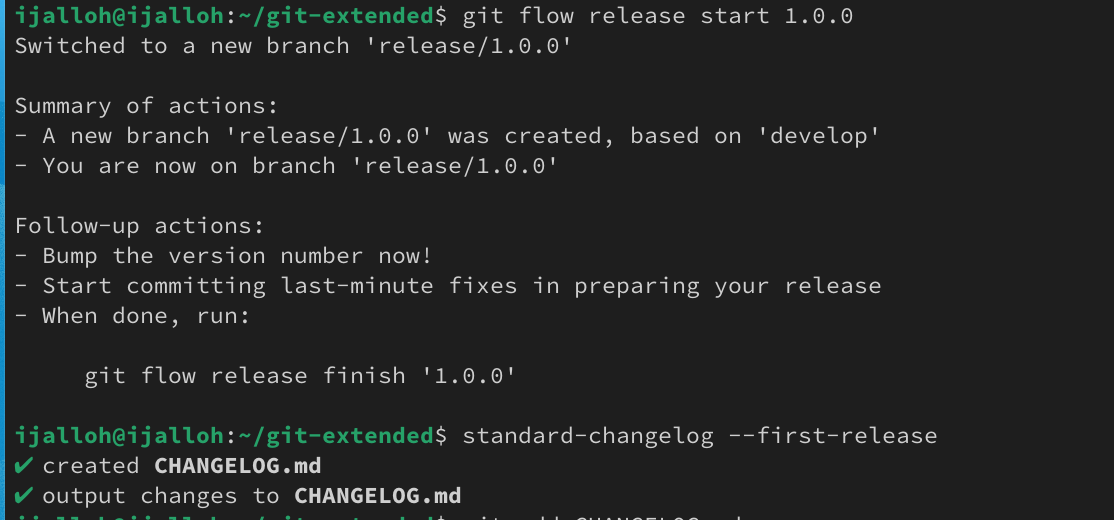 ijalloh@ijalloh:~/git-extended$ git flow release start 1.0.0
Switched to a new branch 'release/1.0.0'
Summary of actions:
- A new branch 'release/1.0.0' was created, based on 'develop'
- You are now on branch 'release/1.0.0'
Follow-up actions:
- Bump the version number now!
- Start committing last-minute fixes in preparing your release
- When done, run:
git flow release finish '1.0.0'
ijalloh@ijalloh:~/git-extended$ standard-changelog --first-release
✔ created CHANGELOG.md
✔ output changes to CHANGELOG.md